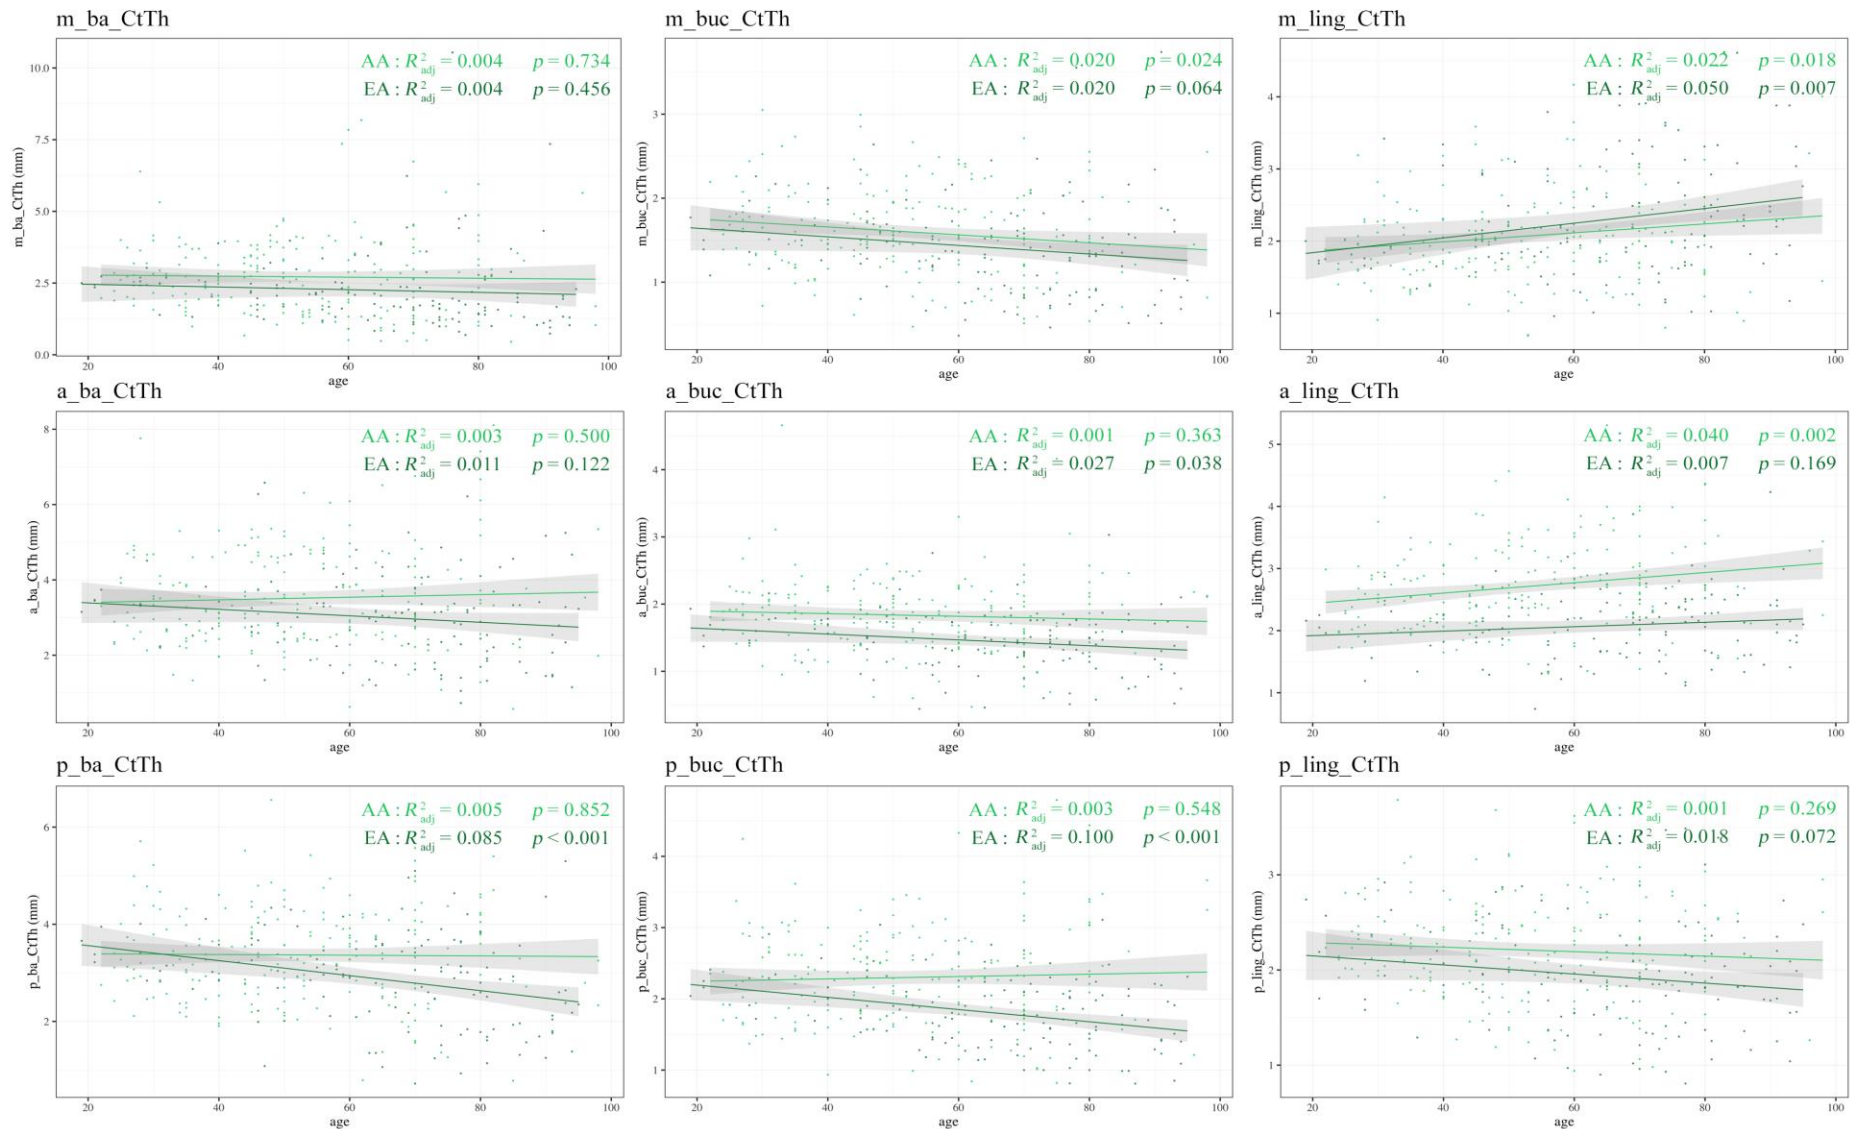 m_ba_CtTh
AA : R²adj = 0.004 p = 0.734
EA : R²adj = 0.004 p = 0.456
10.0
7.5
5.0
2.5
0.0
m_ba_CtTh (mm)
20 40 60 80 100
age
m_buc_CtTh
AA : R²adj = 0.020 p = 0.024
EA : R²adj = 0.020 p = 0.064
3
2
1
m_buc_CtTh (mm)
20 40 60 80 100
age
m_ling_CtTh
AA : R²adj = 0.022 p = 0.018
EA : R²adj = 0.050 p = 0.007
4
3
2
1
m_ling_CtTh (mm)
20 40 60 80 100
age
a_ba_CtTh
AA : R²adj = 0.003 p = 0.500
EA : R²adj = 0.011 p = 0.122
8
6
4
2
a_ba_CtTh (mm)
20 40 60 80 100
age
a_buc_CtTh
AA : R²adj = 0.001 p = 0.363
EA : R²adj = 0.027 p = 0.038
4
3
2
1
a_buc_CtTh (mm)
20 40 60 80 100
age
a_ling_CtTh
AA : R²adj = 0.040 p = 0.002
EA : R²adj = 0.007 p = 0.169
5
4
3
2
1
a_ling_CtTh (mm)
20 40 60 80 100
age
p_ba_CtTh
AA : R²adj = 0.005 p = 0.852
EA : R²adj = 0.085 p < 0.001
6
4
2
p_ba_CtTh (mm)
20 40 60 80 100
age
p_buc_CtTh
AA : R²adj = 0.003 p = 0.548
EA : R²adj = 0.100 p < 0.001
4
3
2
1
p_buc_CtTh (mm)
20 40 60 80 100
age
p_ling_CtTh
AA : R²adj = 0.001 p = 0.269
EA : R²adj = 0.018 p = 0.072
3
2
1
p_ling_CtTh (mm)
20 40 60 80 100
age